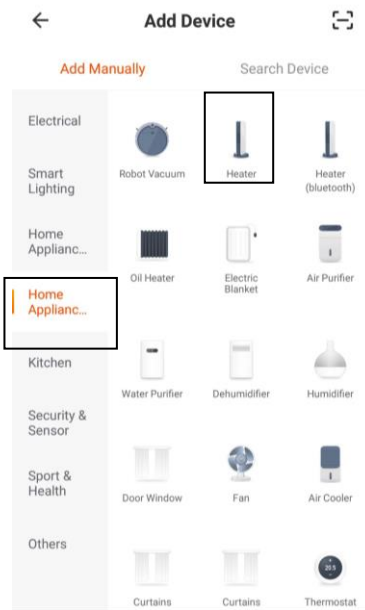 Add Device
Add Manually
Search Device
Electrical
Smart
Lighting
Home
Applianc...
Home
Applianc...
Kitchen
Security &
Sensor
Sport &
Health
Others
Robot Vacuum
Heater
Heater
(bluetooth)
Oil Heater
Electric
Blanket
Air Purifier
Water Purifier
Dehumidifier
Humidifier
Door Window
Fan
Air Cooler
Curtains
Curtains
20.5
Thermostat